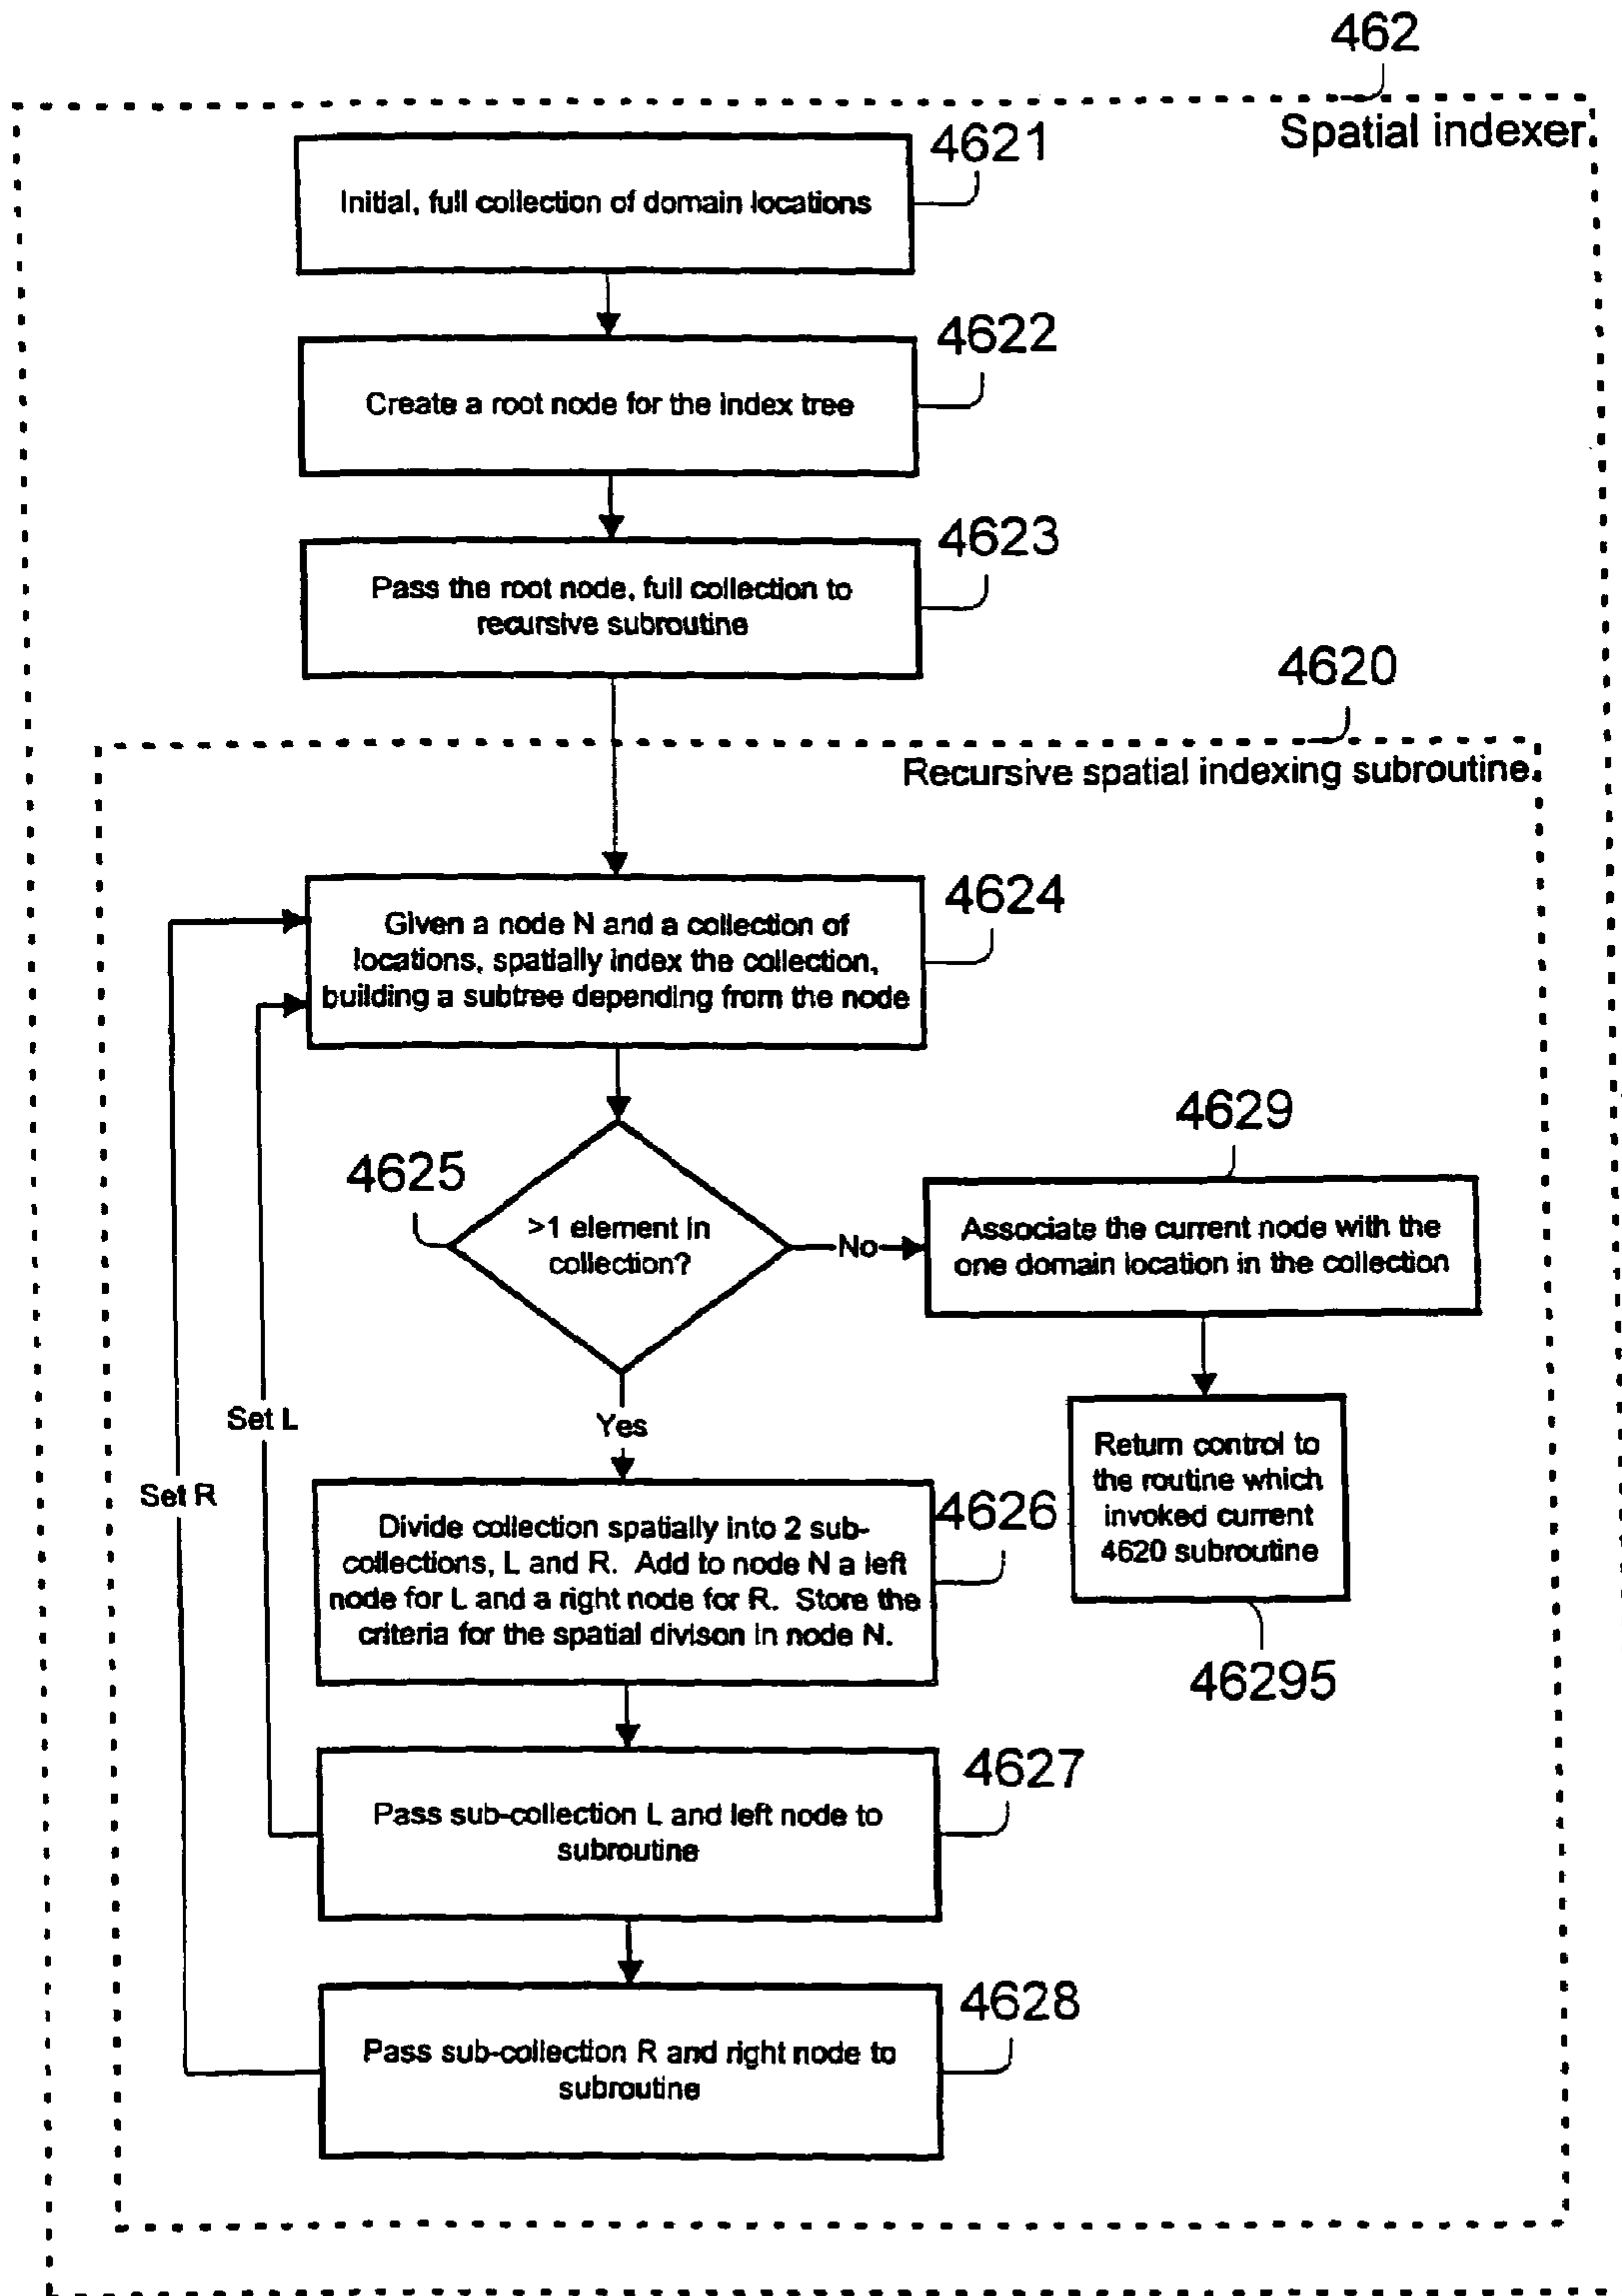 462
Spatial indexer
4621
Initial, full collection of domain locations
4622
Create a root node for the index tree
4623
Pass the root node, full collection to
recursive subroutine
4620
Recursive spatial indexing subroutine
4624
Given a node N and a collection of
locations, spatially index the collection,
building a subtree depending from the node
4625
>1 element in
collection?
No
4629
Associate the current node with the
one domain location in the collection
Return control to
the routine which
invoked current
4620 subroutine
46295
Yes
Set L
Set R
4626
Divide collection spatially into 2 sub-
collections, L and R. Add to node N a left
node for L and a right node for R. Store the
criteria for the spatial divison in node N.
4627
Pass sub-collection L and left node to
subroutine
4628
Pass sub-collection R and right node to
subroutine